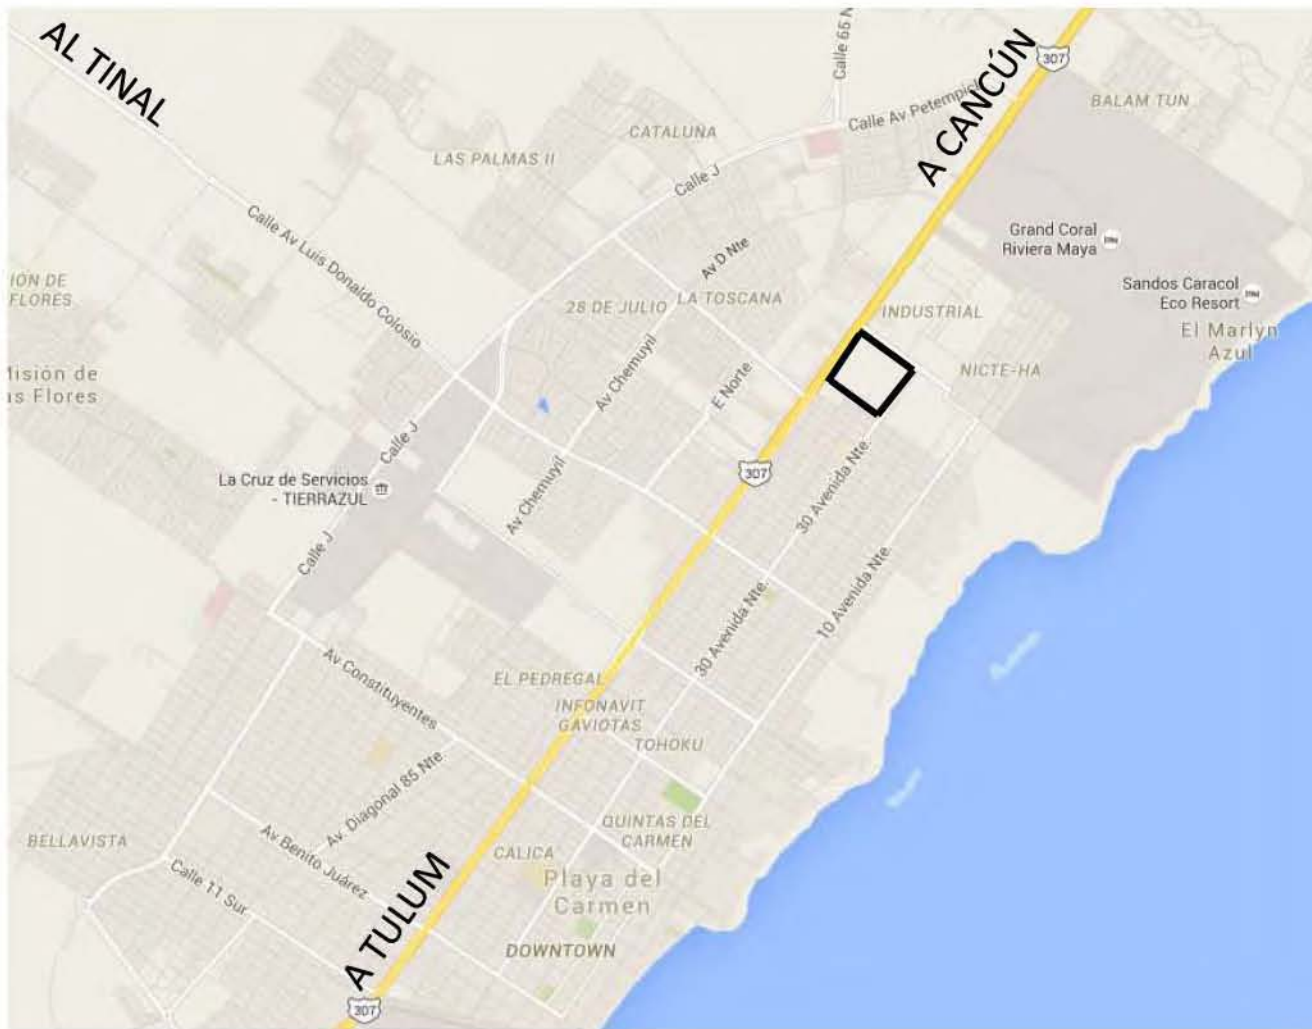 AL TINAL
A CANCÚN
307
Calle 65 N
BALAM TUN
Calle Av Petempich
CATALUNA
LAS PALMAS II
Calle J
Grand Coral
Riviera Maya
Calle Av Luis Donaldo Colosio
Av D Nte
IÓN DE
FLORES
Sandos Caracol
Eco Resort
28 DE JULIO
LA TOSCANA
INDUSTRIAL
El Marlyn
Azul
Av Chemuyil
NICTE-HA
Misión de
as Flores
E Norte
Calle J
307
La Cruz de Servicios
- TIERRAZUL
Av Chemuyil
30 Avenida Nte.
Calle J
10 Avenida Nte.
30 Avenida Nte.
Av Constituyentes
EL PEDREGAL
INFONAVIT
GAVIOTAS
TOHOKU
Av. Diagonal 85 Nte.
QUINTAS DEL
CARMEN
BELLAVISTA
Av Benito Juárez
CALICA
Playa del
Carmen
Calle 11 Sur
A TULUM
DOWNTOWN
307